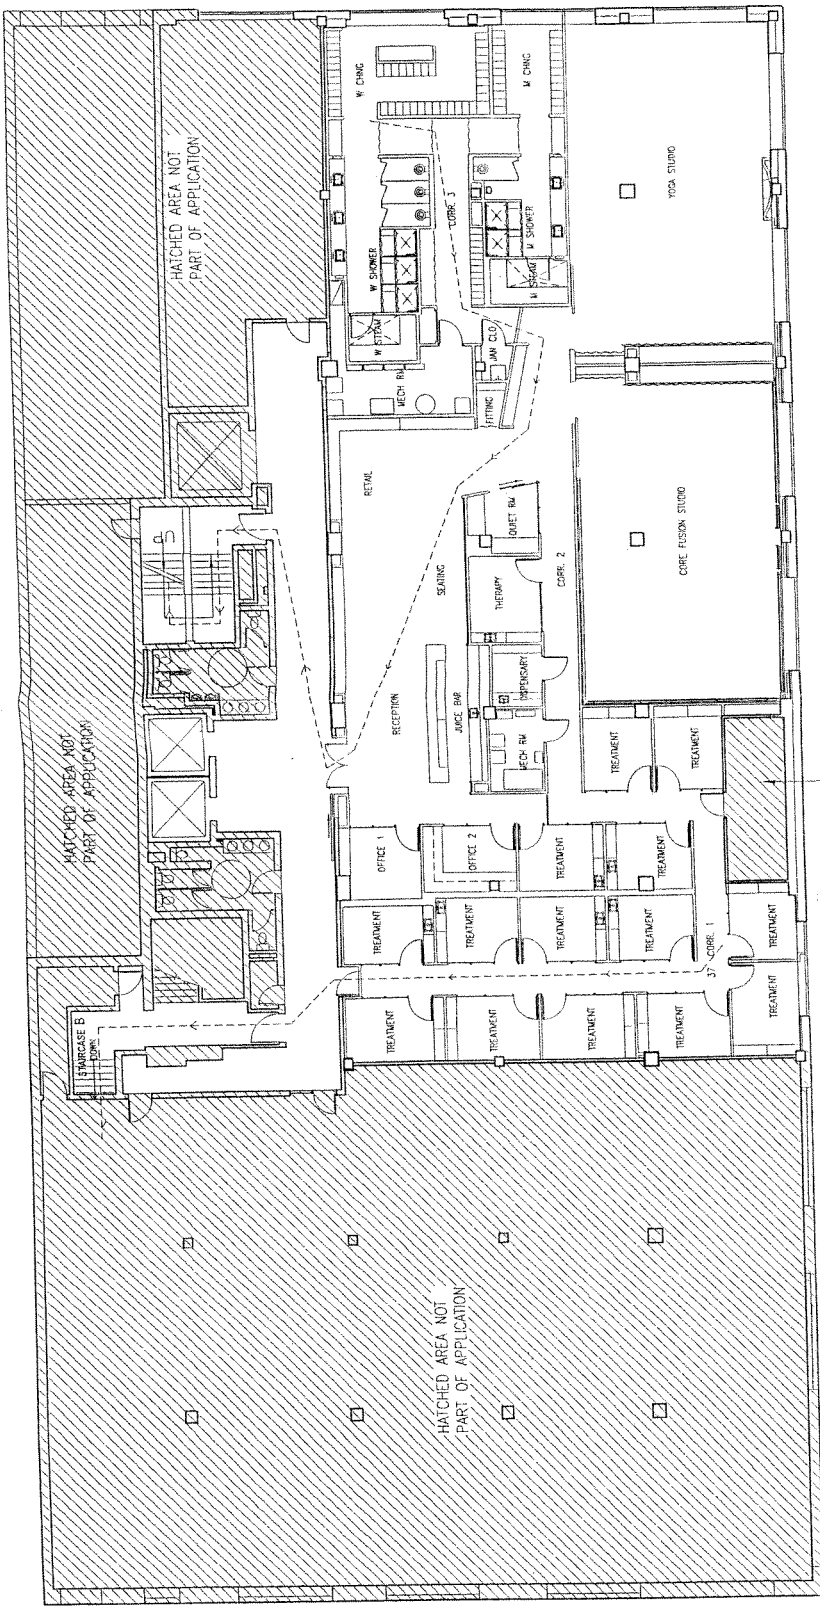 HATCHED AREA NOT
PART OF APPLICATION
HATCHED AREA NOT
PART OF APPLICATION
HATCHED AREA NOT
PART OF APPLICATION
STAIRCASE B
DOWN
D
W CHNG
M CHNG
YOGA STUDIO
CORR. 3
W SHOWER
M SHOWER
W STEAM
M STEAM
MECH RM
JAN CLO
FITTING
RETAIL
SEATING
QUIET RM
THERAPY
CORR. 2
CORE FUSION STUDIO
RECEPTION
JUICE BAR
DISPENSARY
MECH RM
TREATMENT
TREATMENT
OFFICE 1
OFFICE 2
TREATMENT
TREATMENT
TREATMENT
TREATMENT
TREATMENT
TREATMENT
TREATMENT
37
CORR. 1
TREATMENT
TREATMENT
TREATMENT
TREATMENT
TREATMENT